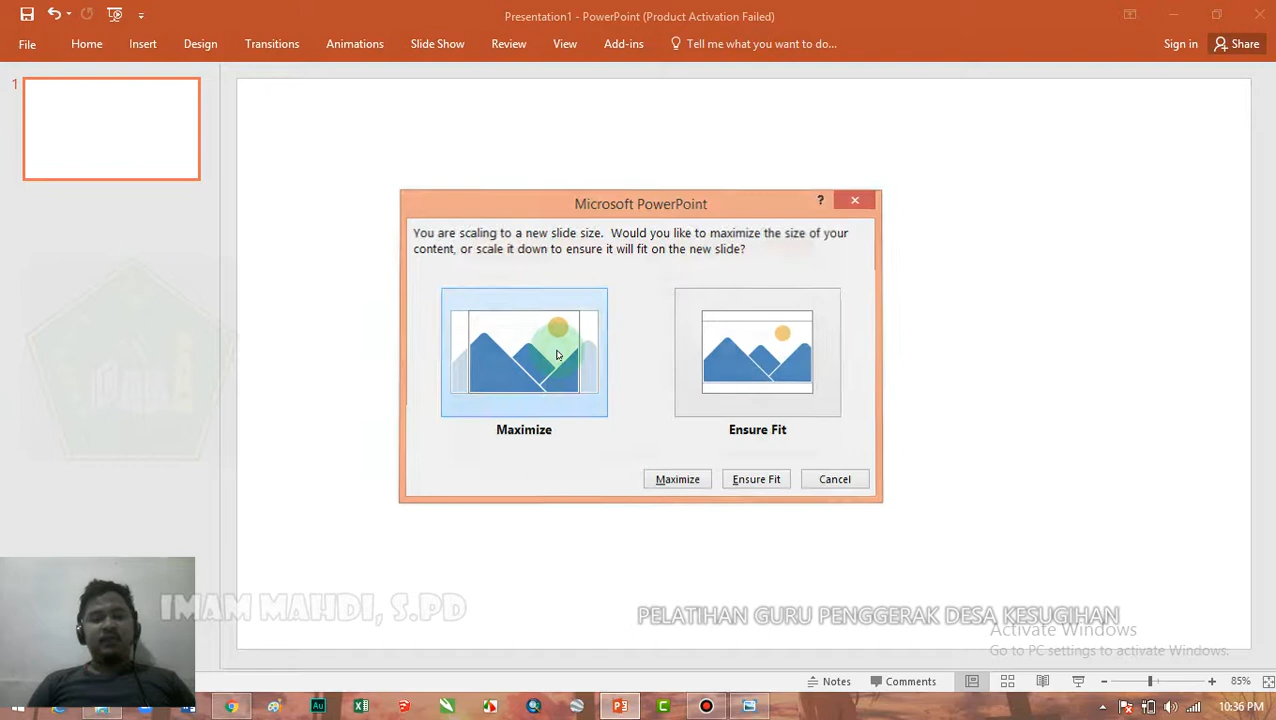 Presentation1 - PowerPoint (Product Activation Failed)
File Home Insert Design Transitions Animations Slide Show Review View Add-ins Tell me what you want to do... Sign in Share
1
Microsoft PowerPoint ?
You are scaling to a new slide size. Would you like to maximize the size of your
content, or scale it down to ensure it will fit on the new slide?
Maximize Ensure Fit
Maximize Ensure Fit Cancel
IMAM MAHDI, S.PD
PELATIHAN GURU PENGGERAK DESA KESUGIHAN
Activate Windows
Go to PC settings to activate Windows.
Notes Comments 85%
Au 10:36 PM